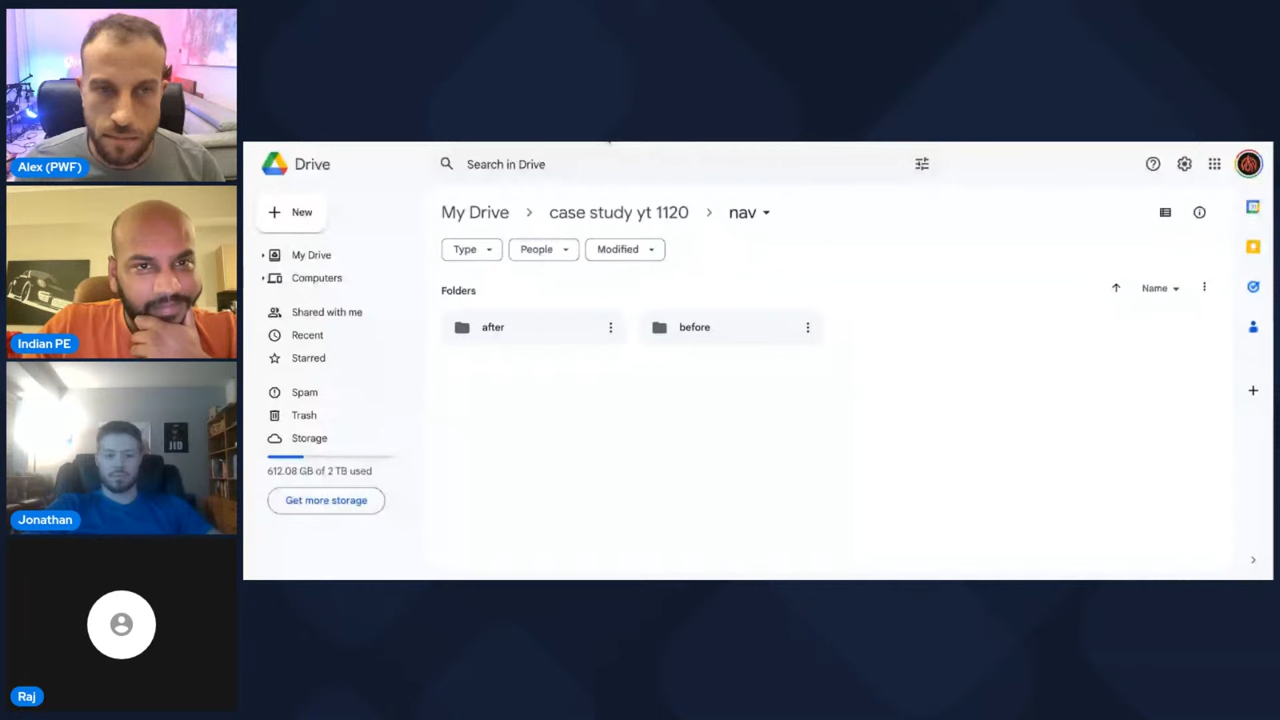 Alex (PWF)
Indian PE
Jonathan
Raj
Drive
Search in Drive
New
My Drive
Computers
Shared with me
Recent
Starred
Spam
Trash
Storage
612.08 GB of 2 TB used
Get more storage
My Drive > case study yt 1120 > nav
Type People Modified
Folders
Name
after
before
JID